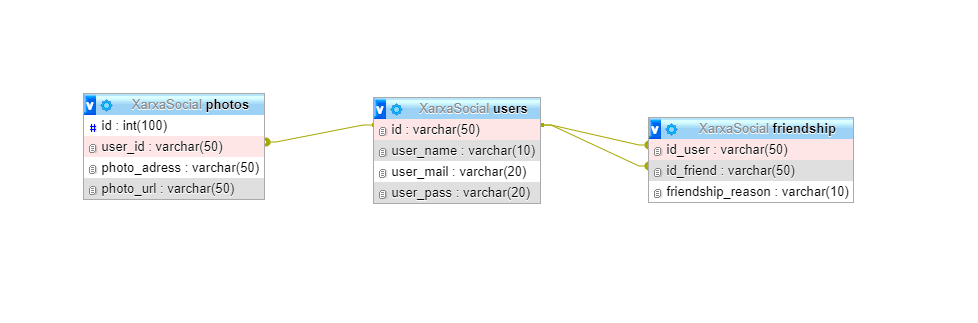 v XarxaSocial photos
# id : int(100)
user_id : varchar(50)
photo_adress : varchar(50)
photo_url : varchar(50)
v XarxaSocial users
id : varchar(50)
user_name : varchar(10)
user_mail : varchar(20)
user_pass : varchar(20)
v XarxaSocial friendship
id_user : varchar(50)
id_friend : varchar(50)
friendship_reason : varchar(10)